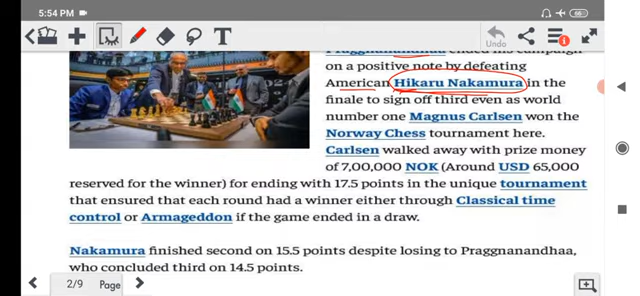 5:54 PM
66
Undo
Praggnanandhaa ended his campaign
on a positive note by defeating
American Hikaru Nakamura in the
finale to sign off third even as world
number one Magnus Carlsen won the
Norway Chess tournament here.
Carlsen walked away with prize money
of 7,00,000 NOK (Around USD 65,000
reserved for the winner) for ending with 17.5 points in the unique tournament
that ensured that each round had a winner either through Classical time
control or Armageddon if the game ended in a draw.
Nakamura finished second on 15.5 points despite losing to Praggnanandhaa,
who concluded third on 14.5 points.
2/9 Page